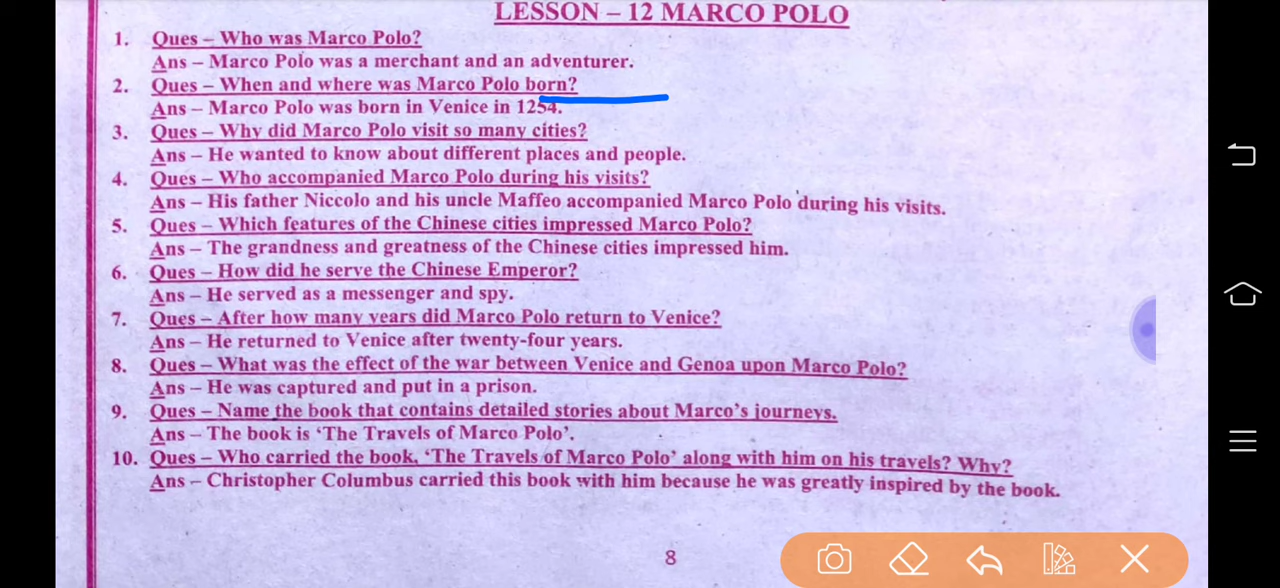 LESSON – 12 MARCO POLO
1. Ques – Who was Marco Polo?
Ans – Marco Polo was a merchant and an adventurer.
2. Ques – When and where was Marco Polo born?
Ans – Marco Polo was born in Venice in 1254.
3. Ques – Why did Marco Polo visit so many cities?
Ans – He wanted to know about different places and people.
4. Ques – Who accompanied Marco Polo during his visits?
Ans – His father Niccolo and his uncle Maffeo accompanied Marco Polo during his visits.
5. Ques – Which features of the Chinese cities impressed Marco Polo?
Ans – The grandness and greatness of the Chinese cities impressed him.
6. Ques – How did he serve the Chinese Emperor?
Ans – He served as a messenger and spy.
7. Ques – After how many years did Marco Polo return to Venice?
Ans – He returned to Venice after twenty-four years.
8. Ques – What was the effect of the war between Venice and Genoa upon Marco Polo?
Ans – He was captured and put in a prison.
9. Ques – Name the book that contains detailed stories about Marco's journeys.
Ans – The book is ‘The Travels of Marco Polo’.
10. Ques – Who carried the book, ‘The Travels of Marco Polo’ along with him on his travels? Why?
Ans – Christopher Columbus carried this book with him because he was greatly inspired by the book.
8